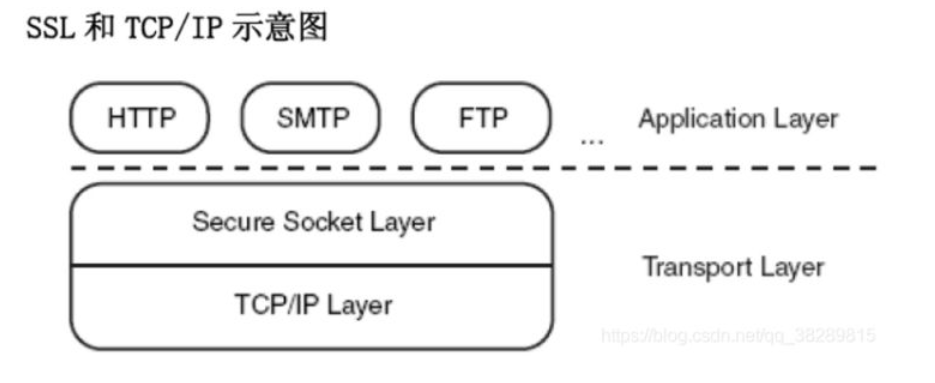 SSL 和 TCP/IP 示意图
HTTP SMTP FTP ... Application Layer
Secure Socket Layer
Transport Layer
TCP/IP Layer
https://blog.csdn.net/qq_38289815